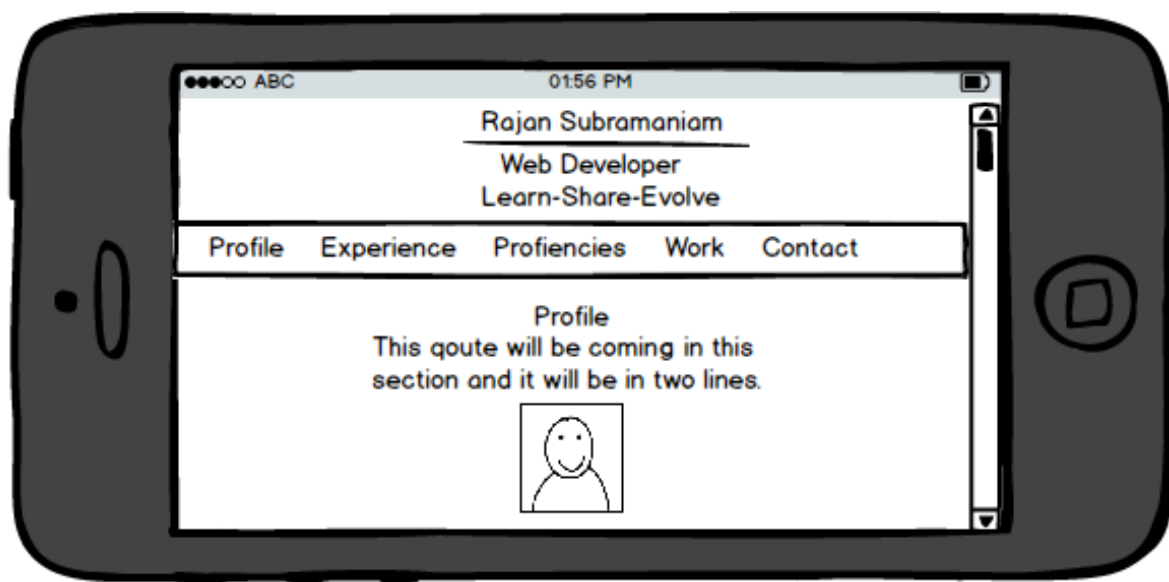 ABC 01:56 PM
Rajan Subramaniam
Web Developer
Learn-Share-Evolve
Profile Experience Profiencies Work Contact
Profile
This qoute will be coming in this
section and it will be in two lines.